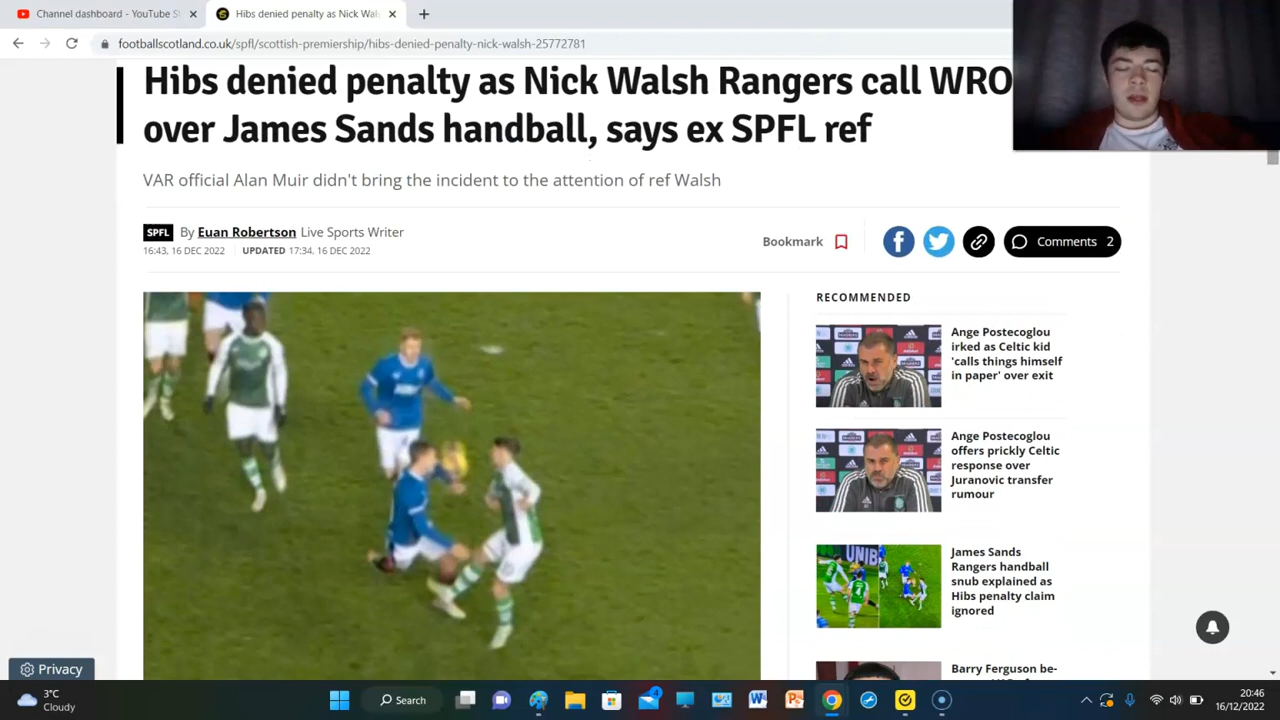 Channel dashboard - YouTube S
Hibs denied penalty as Nick Wal
footballscotland.co.uk/spfl/scottish-premiership/hibs-denied-penalty-nick-walsh-25772781
Hibs denied penalty as Nick Walsh Rangers call WRO
over James Sands handball, says ex SPFL ref
VAR official Alan Muir didn't bring the incident to the attention of ref Walsh
SPFL By Euan Robertson Live Sports Writer
16:43, 16 DEC 2022 UPDATED 17:34, 16 DEC 2022
Bookmark
Comments 2
RECOMMENDED
Ange Postecoglou
irked as Celtic kid
'calls things himself
in paper' over exit
Ange Postecoglou
offers prickly Celtic
response over
Juranovic transfer
rumour
UNIB
James Sands
Rangers handball
snub explained as
Hibs penalty claim
ignored
Barry Ferguson be-
Privacy
3°C
Cloudy
Search
4
20:46
16/12/2022